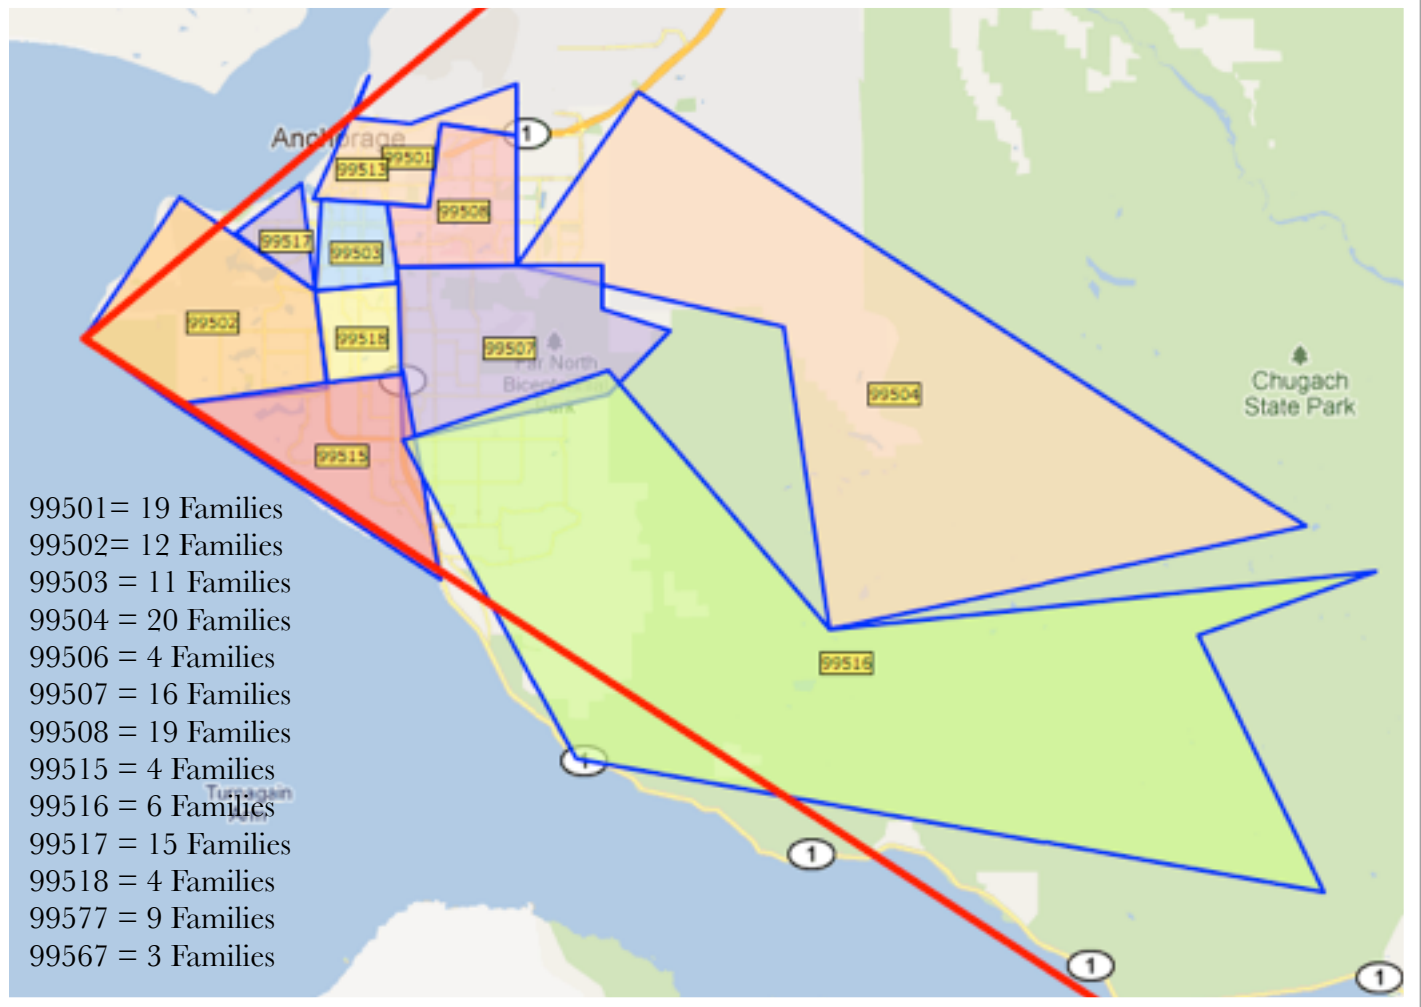 1
Anchorage
99501
99513
99508
99517
99503
99502
99518
99507
Far North
Bicentennial
Park
Chugach
State Park
99504
99515
99501= 19 Families
99502= 12 Families
99503 = 11 Families
99504 = 20 Families
99506 = 4 Families
99507 = 16 Families
99508 = 19 Families
99515 = 4 Families
99516 = 6 Families
99517 = 15 Families
99518 = 4 Families
99577 = 9 Families
99567 = 3 Families
99516
1
Turnagain
Arm
1
1
1